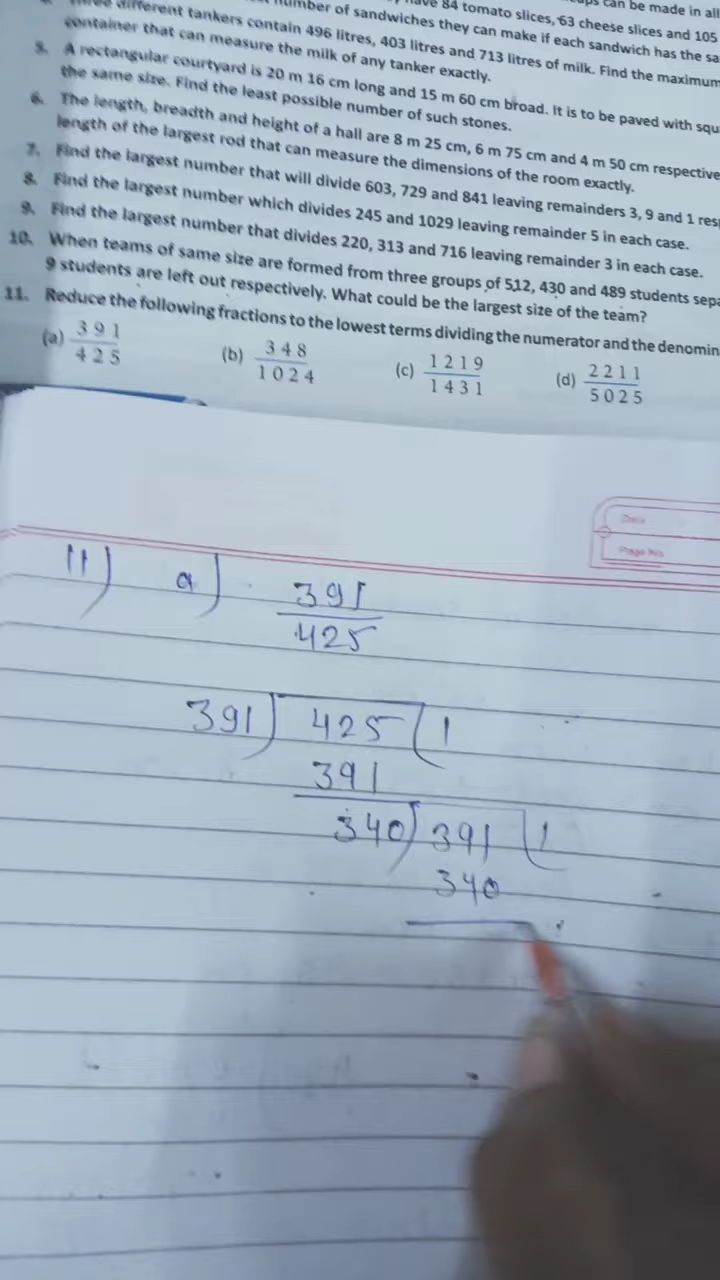 number of sandwiches they can make if each sandwich has the sa
have 84 tomato slices, 63 cheese slices and 105
can be made in all
different tankers contain 496 litres, 403 litres and 713 litres of milk. Find the maximum
container that can measure the milk of any tanker exactly.
5. A rectangular courtyard is 20 m 16 cm long and 15 m 60 cm broad. It is to be paved with squ
the same size. Find the least possible number of such stones.
6. The length, breadth and height of a hall are 8 m 25 cm, 6 m 75 cm and 4 m 50 cm respective
length of the largest rod that can measure the dimensions of the room exactly.
7. Find the largest number that will divide 603, 729 and 841 leaving remainders 3, 9 and 1 resp
8. Find the largest number which divides 245 and 1029 leaving remainder 5 in each case.
9. Find the largest number that divides 220, 313 and 716 leaving remainder 3 in each case.
10. When teams of same size are formed from three groups of 512, 430 and 489 students sepa
9 students are left out respectively. What could be the largest size of the team?
11. Reduce the following fractions to the lowest terms dividing the numerator and the denomin
(a) 391/425 (b) 348/1024 (c) 1219/1431 (d) 2211/5025
Date
Page No
11) a) 391
425
391) 425 ( 1
391
340) 391 ( 1
340